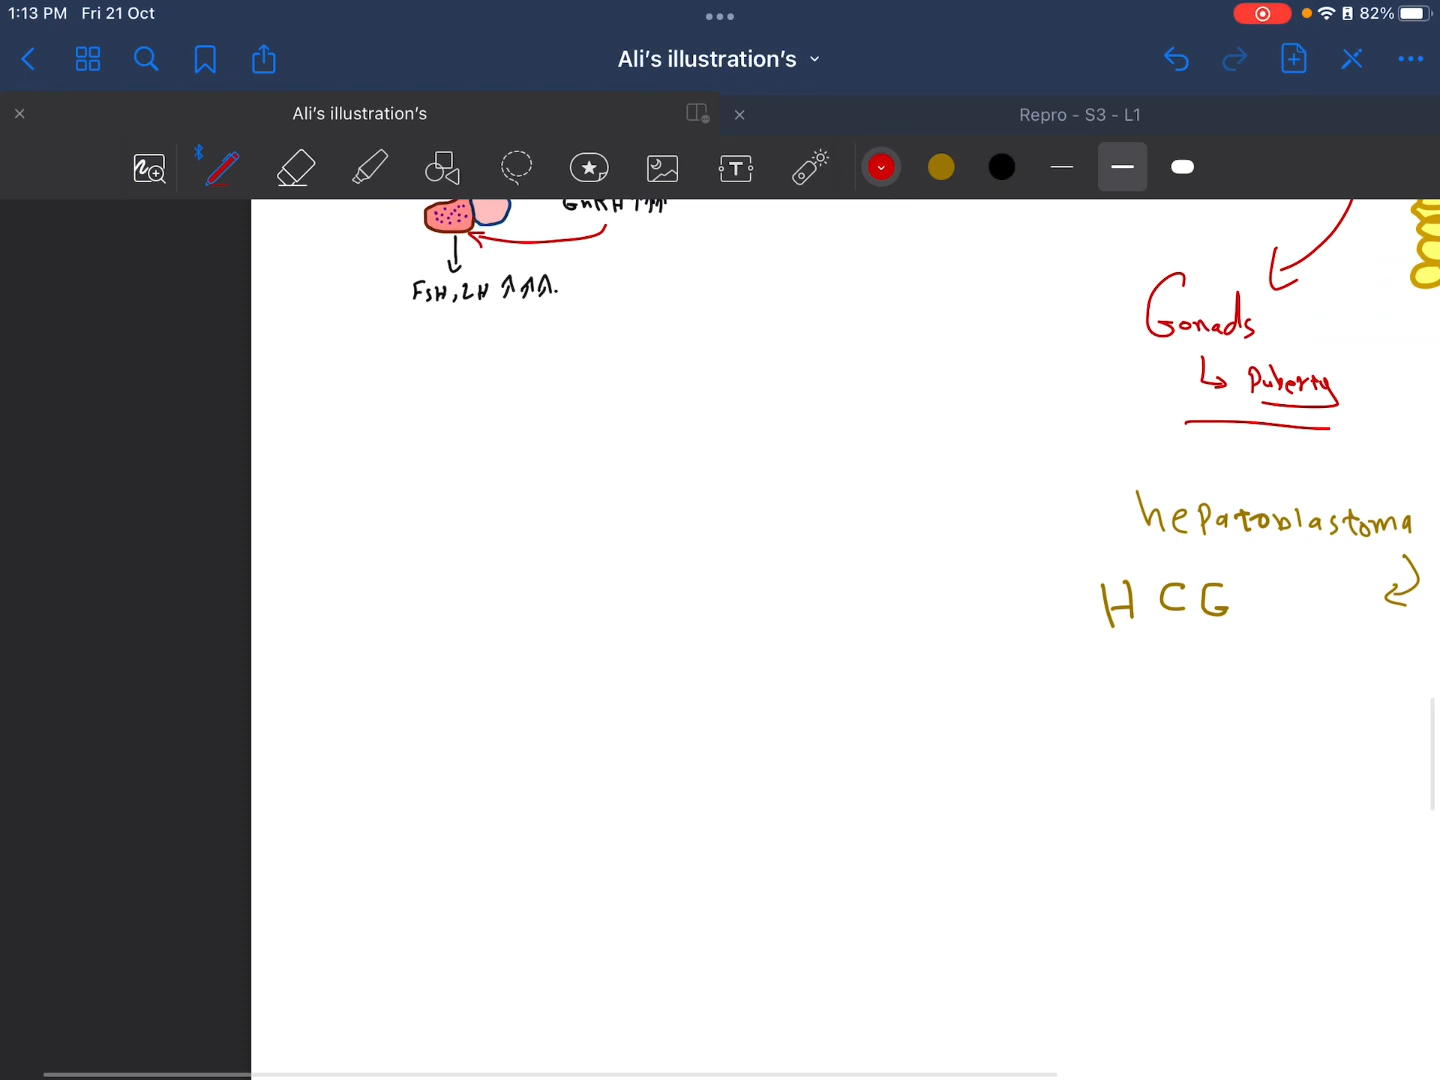 1:13 PM Fri 21 Oct
82%
Ali's illustration's
Ali's illustration's
Repro - S3 - L1
T
GnRH ↑↑↑
FSH, LH ↑↑↑.
Gonads
↳ Puberty
hepatoblastoma
HCG